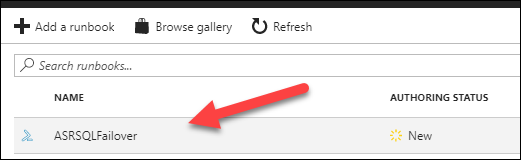 Add a runbook Browse gallery Refresh
Search runbooks...
NAME AUTHORING STATUS
ASRSQLFailover New